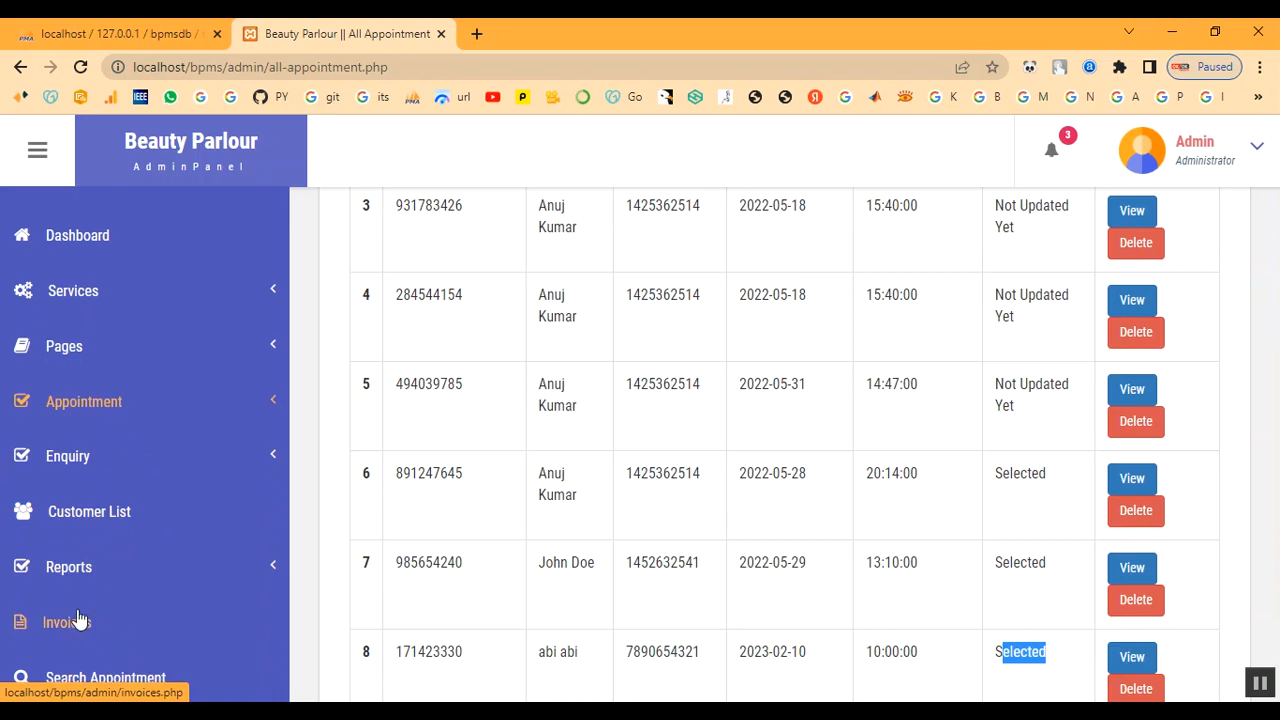 localhost / 127.0.0.1 / bpmsdb /
Beauty Parlour || All Appointment
localhost/bpms/admin/all-appointment.php
Paused
IEEE
PY
git
its
PMA
url
Go
K
B
M
N
A
P
I
»
Beauty Parlour
AdminPanel
3
Admin
Administrator
Dashboard
Services
Pages
Appointment
Enquiry
Customer List
Reports
Search Appointment
localhost/bpms/admin/invoices.php
3 931783426 Anuj Kumar 1425362514 2022-05-18 15:40:00 Not Updated Yet View Delete
4 284544154 Anuj Kumar 1425362514 2022-05-18 15:40:00 Not Updated Yet View Delete
5 494039785 Anuj Kumar 1425362514 2022-05-31 14:47:00 Not Updated Yet View Delete
6 891247645 Anuj Kumar 1425362514 2022-05-28 20:14:00 Selected View Delete
7 985654240 John Doe 1452632541 2022-05-29 13:10:00 Selected View Delete
8 171423330 abi abi 7890654321 2023-02-10 10:00:00 Selected View Delete